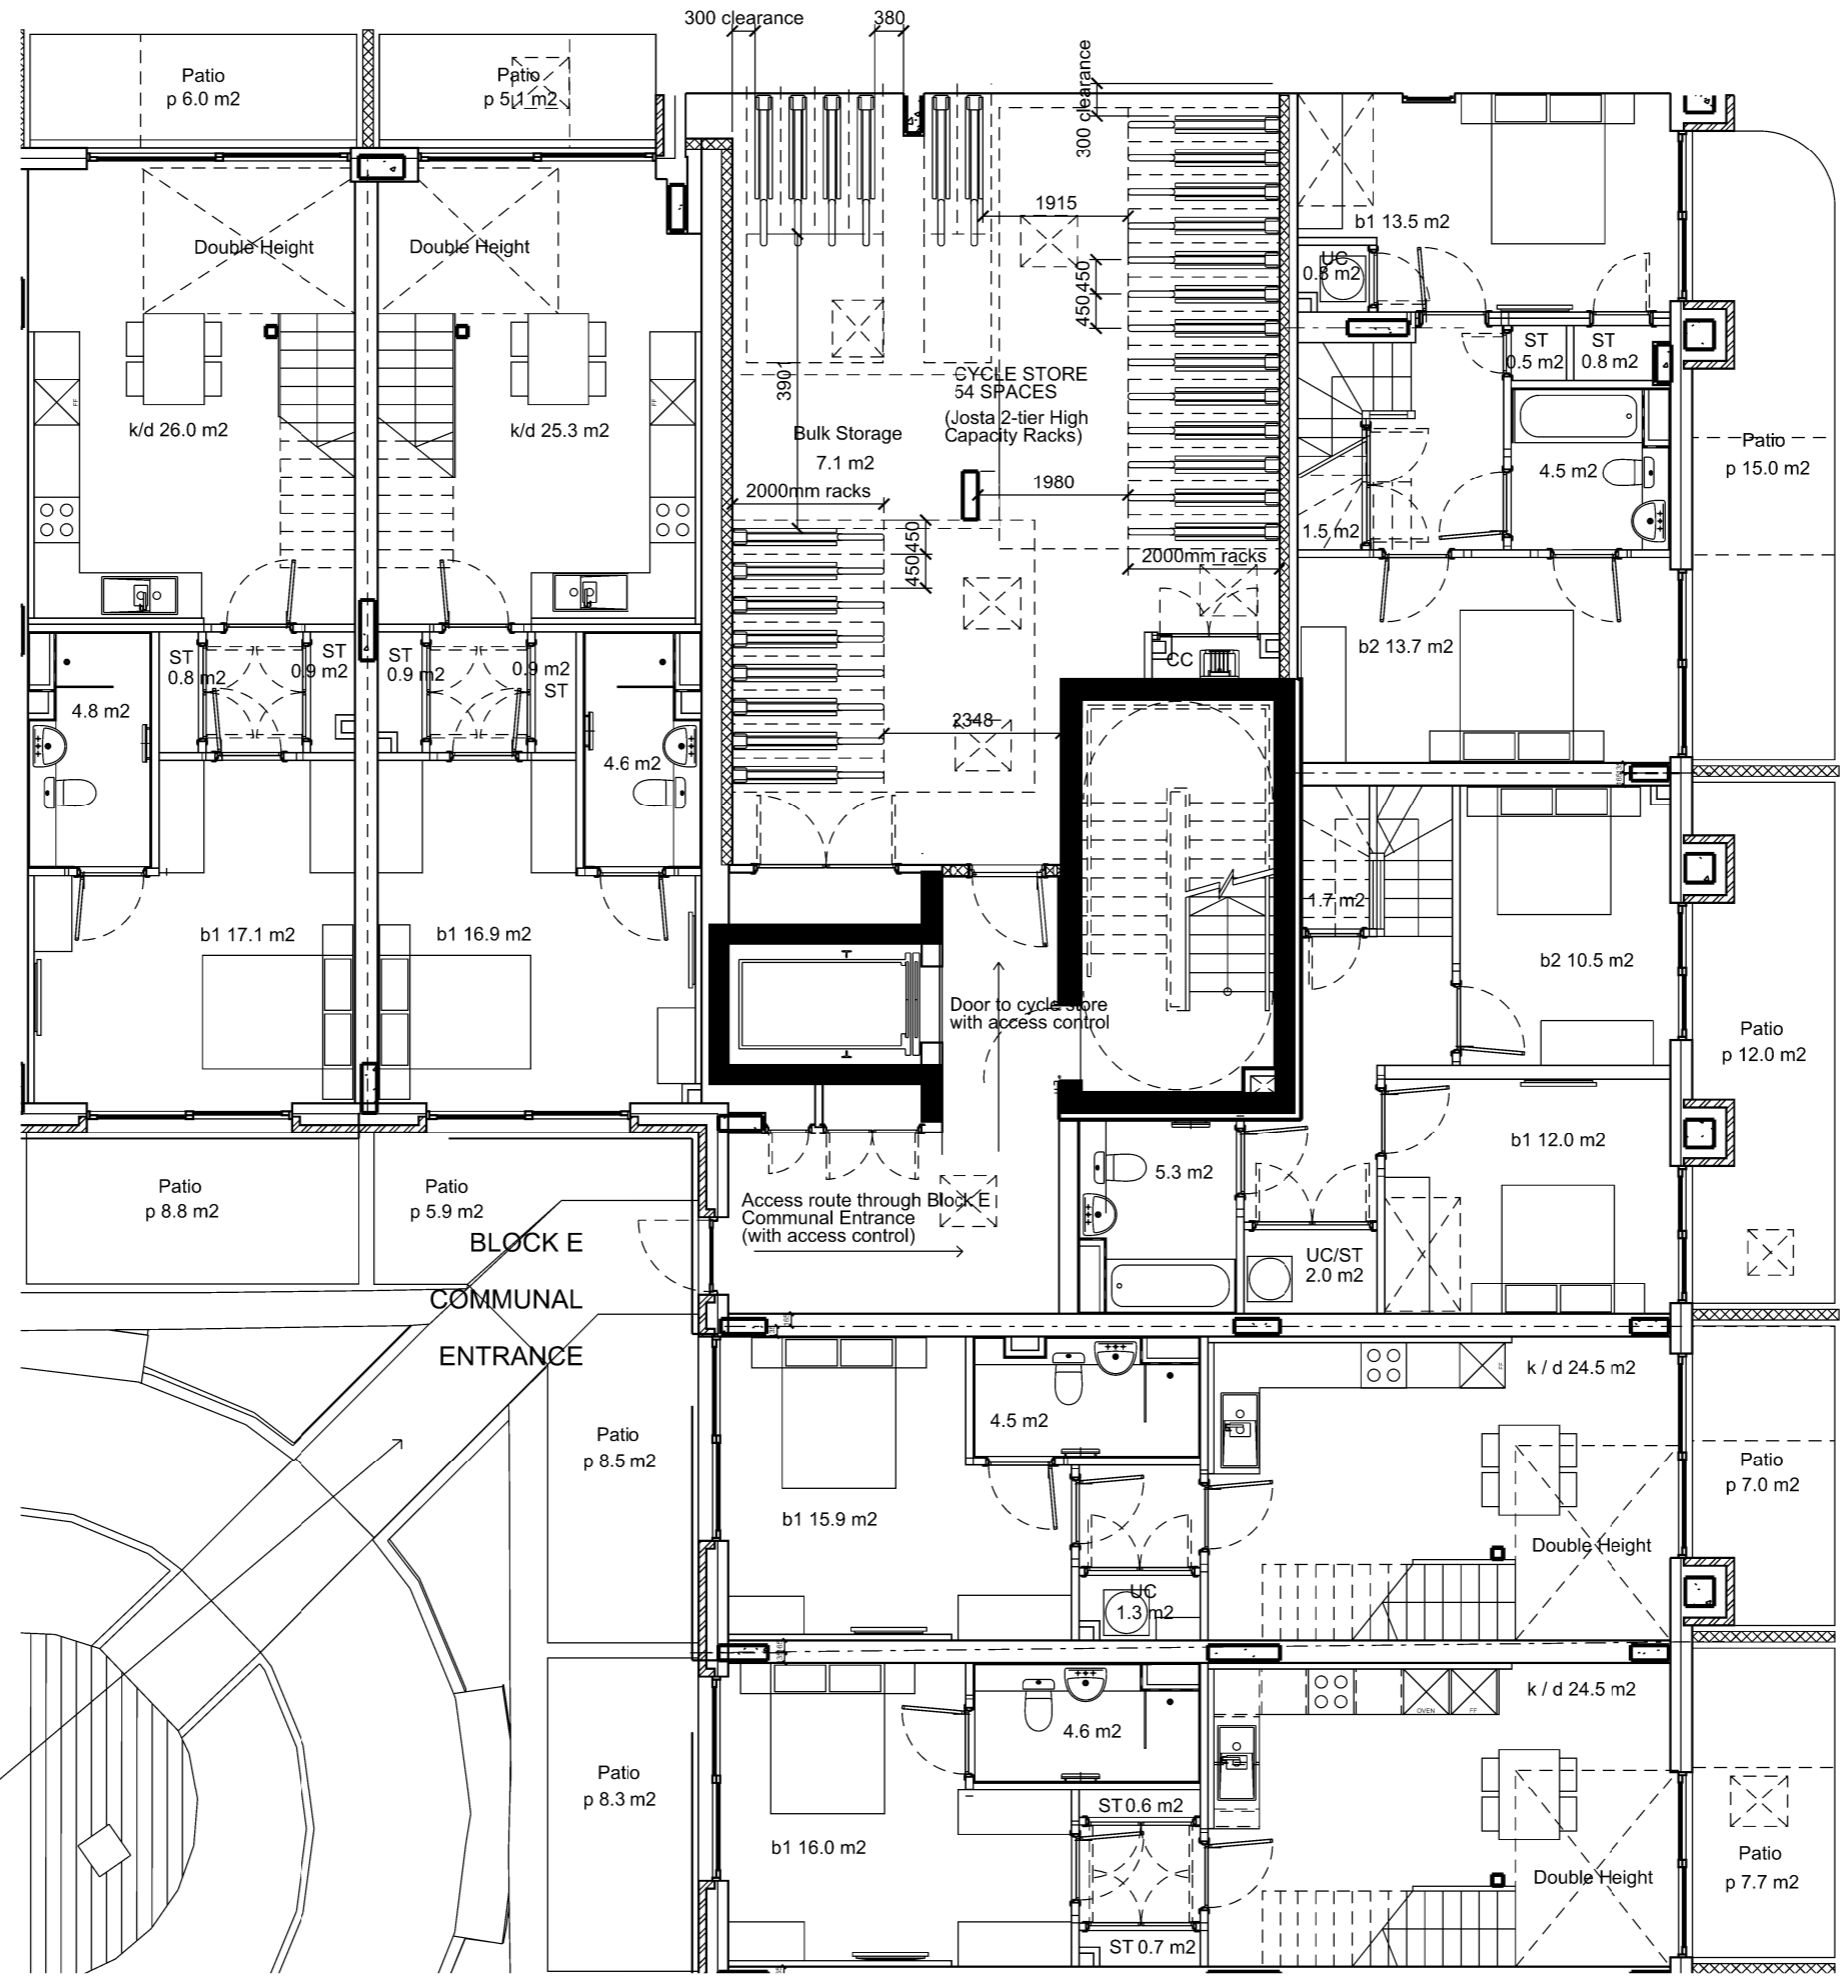 300 clearance
380
Patio
p 6.0 m2
Patio
p 5.1 m2
300 clearance
Double Height
Double Height
1915
b1 13.5 m2
UC
0.8 m2
450
450
3901
ST
0.5 m2
ST
0.8 m2
FF
FF
k/d 26.0 m2
k/d 25.3 m2
CYCLE STORE
54 SPACES
(Josta 2-tier High
Capacity Racks)
Bulk Storage
7.1 m2
2000mm racks
1980
Patio
p 15.0 m2
4.5 m2
1.5 m2
450
450
2000mm racks
ST
0.8 m2
ST
0.9 m2
ST
0.9 m2
0.9 m2
ST
CC
b2 13.7 m2
4.8 m2
4.6 m2
2348
1.7 m2
b1 17.1 m2
b1 16.9 m2
b2 10.5 m2
Door to cycle store
with access control
Patio
p 12.0 m2
b1 12.0 m2
5.3 m2
Patio
p 8.8 m2
Patio
p 5.9 m2
Access route through Block E
Communal Entrance
(with access control)
BLOCK E
COMMUNAL
ENTRANCE
UC/ST
2.0 m2
FF
k / d 24.5 m2
4.5 m2
Patio
p 8.5 m2
Patio
p 7.0 m2
b1 15.9 m2
Double Height
UC
1.3 m2
OVEN
FF
k / d 24.5 m2
4.6 m2
Patio
p 8.3 m2
ST 0.6 m2
b1 16.0 m2
Double Height
Patio
p 7.7 m2
ST 0.7 m2